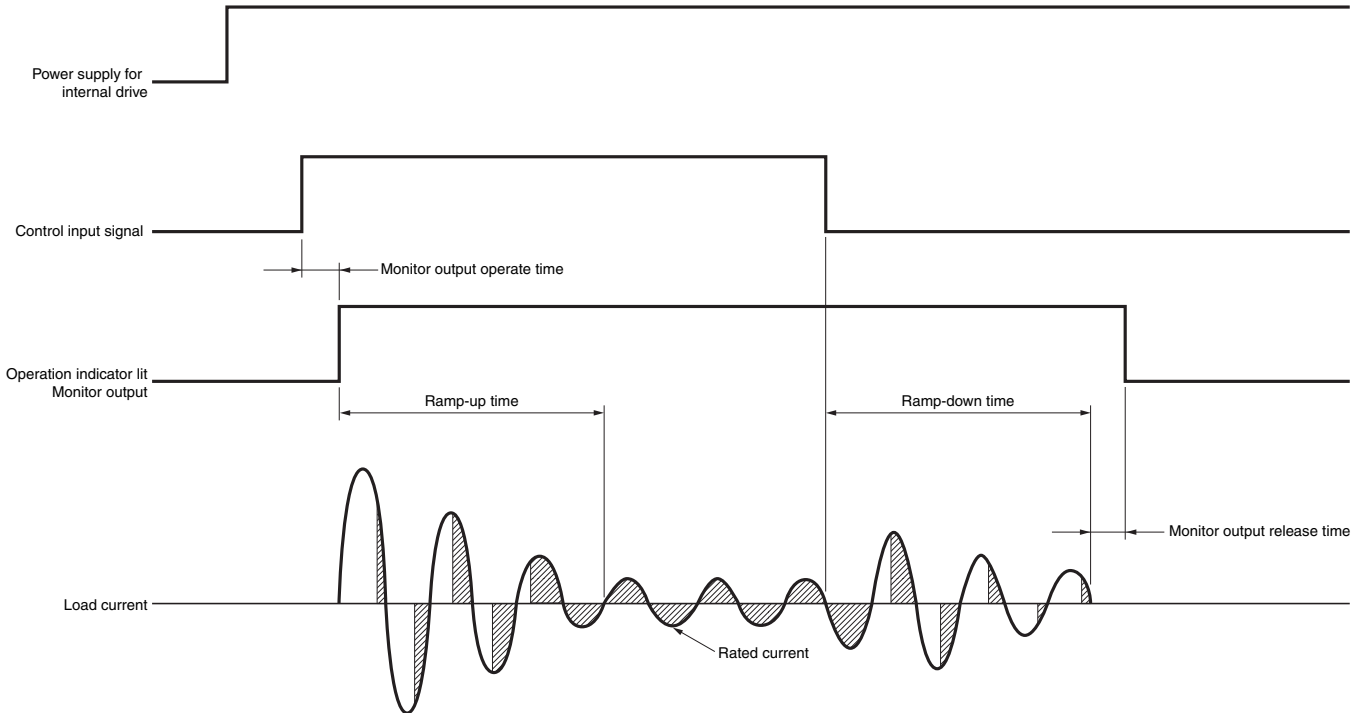 Power supply for
internal drive
Control input signal
Monitor output operate time
Operation indicator lit
Monitor output
Ramp-up time
Ramp-down time
Monitor output release time
Load current
Rated current